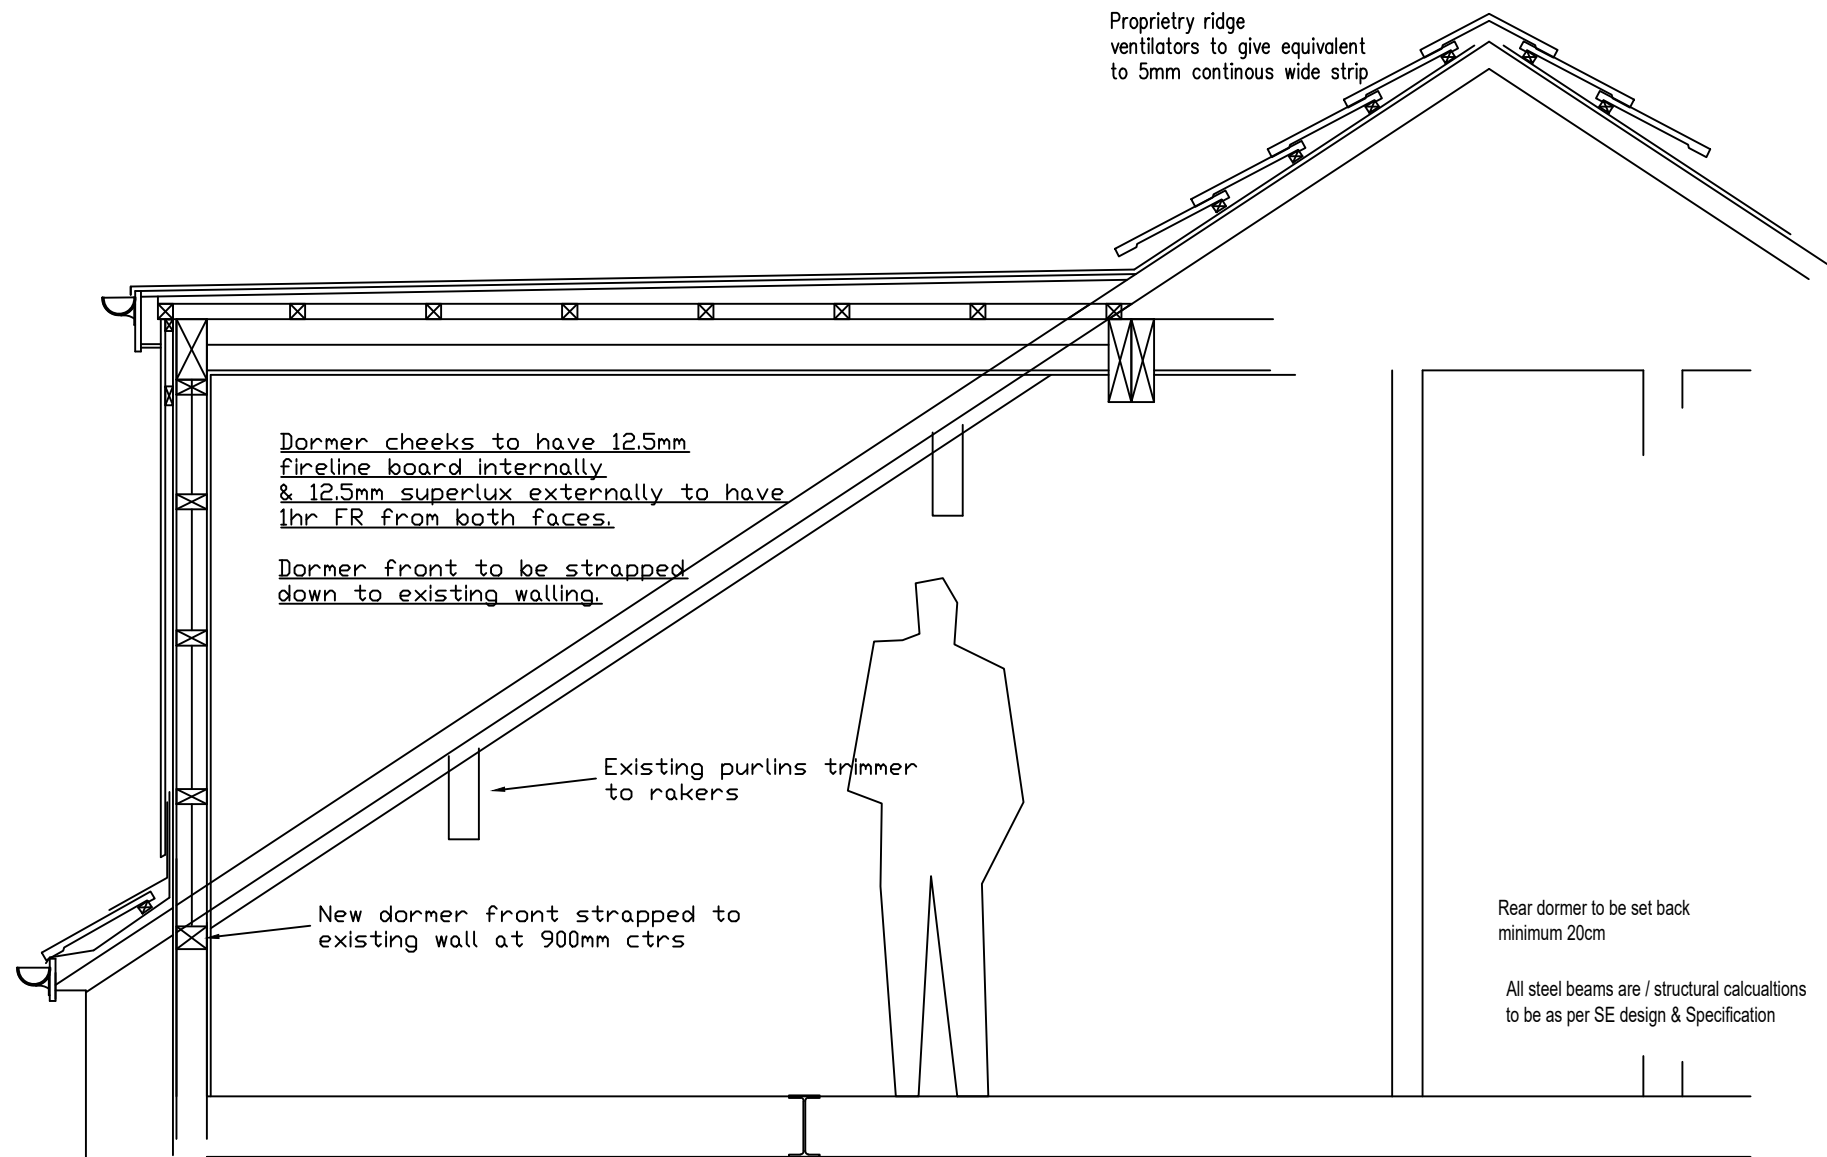 Proprietry ridge
ventilators to give equivalent
to 5mm continous wide strip
Dormer cheeks to have 12.5mm
fireline board internally
& 12.5mm superlux externally to have
1hr FR from both faces.
Dormer front to be strapped
down to existing walling.
Existing purlins trimmer
to rakers
New dormer front strapped to
existing wall at 900mm ctrs
Rear dormer to be set back
minimum 20cm
All steel beams are / structural calcualtions
to be as per SE design & Specification